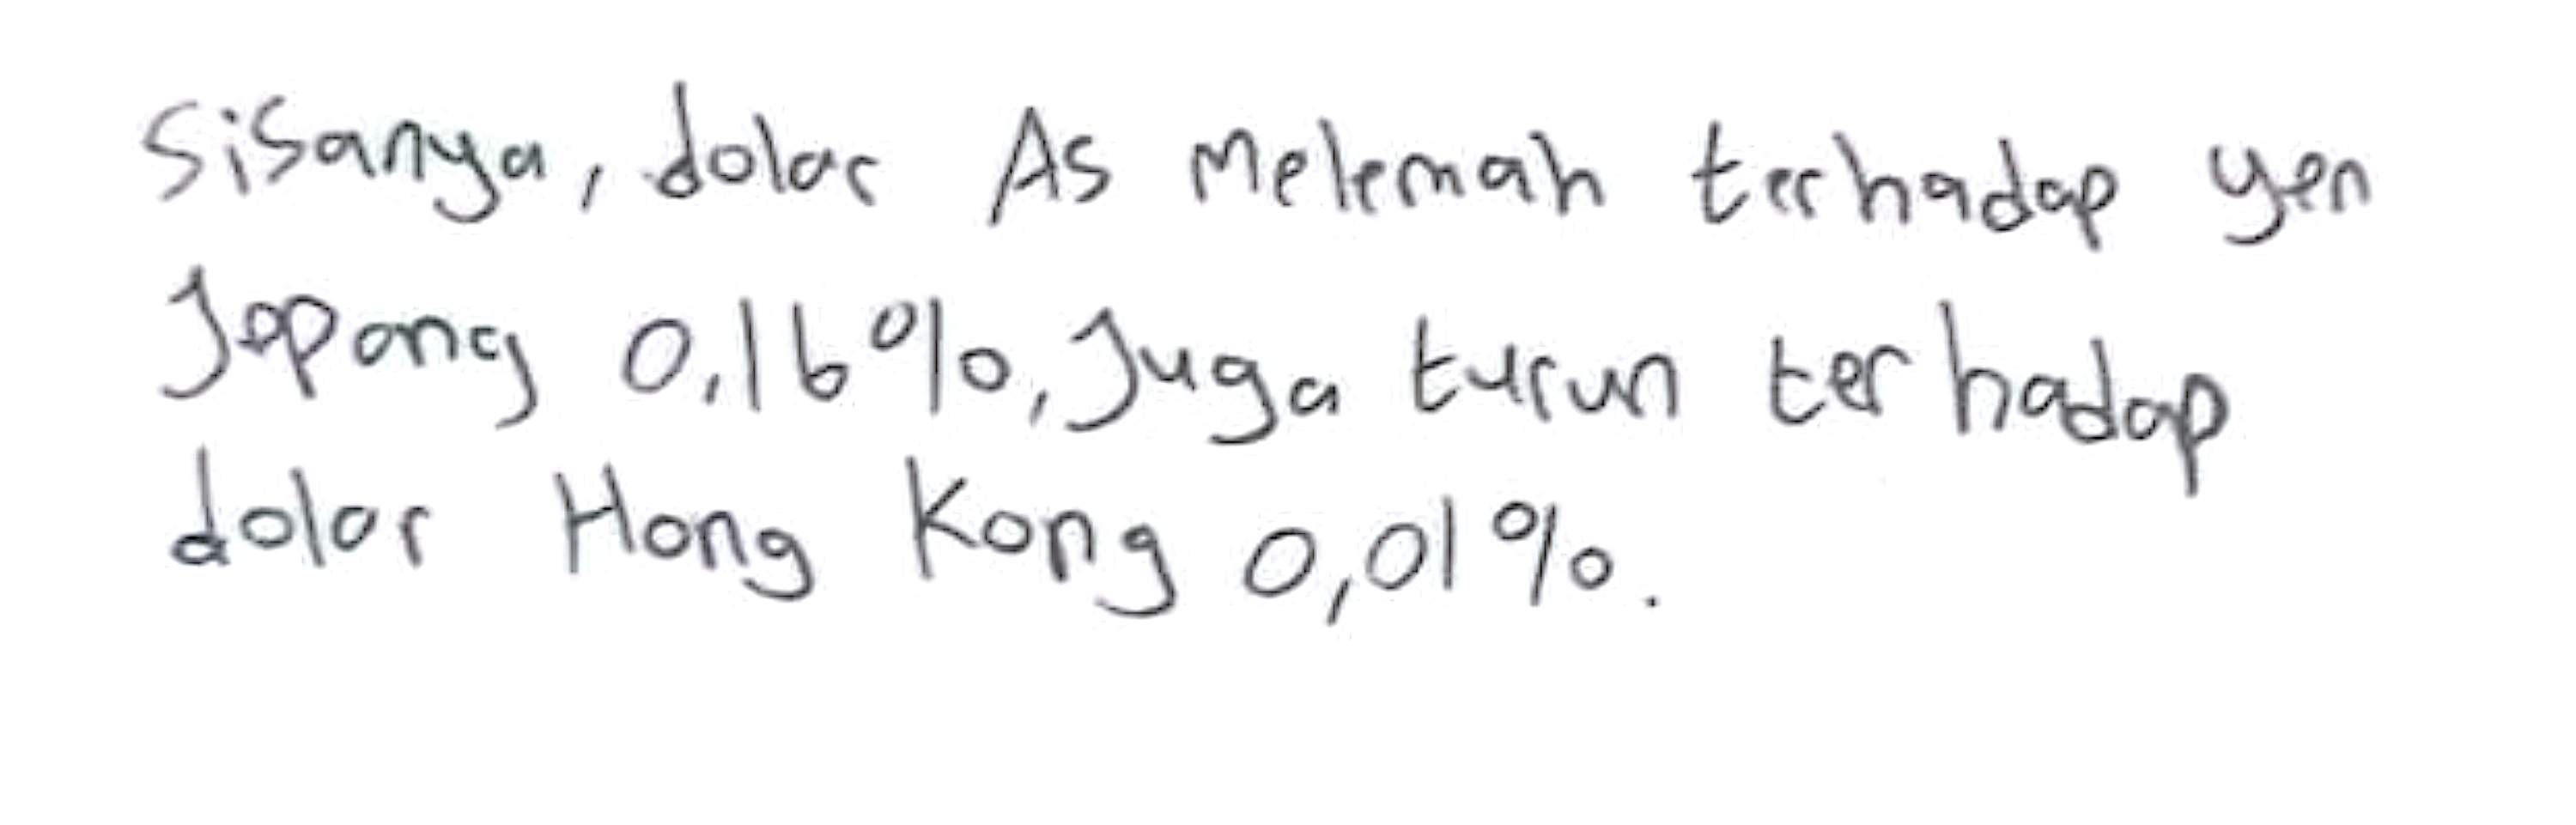 Sisanya, dolar AS melemah terhadap yen
Jepang 0,16%, juga turun terhadap
dolar Hong Kong 0,01%.